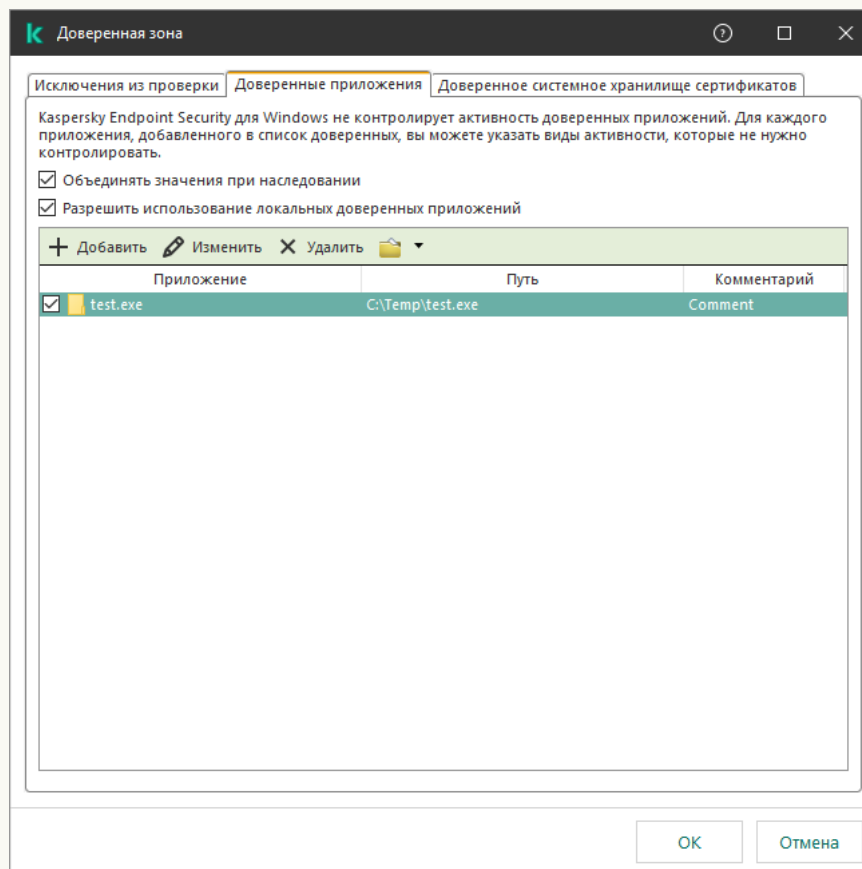 Доверенная зона
Исключения из проверки Доверенные приложения Доверенное системное хранилище сертификатов
Kaspersky Endpoint Security для Windows не контролирует активность доверенных приложений. Для каждого
приложения, добавленного в список доверенных, вы можете указать виды активности, которые не нужно
контролировать.
Объединять значения при наследовании
Разрешить использование локальных доверенных приложений
Добавить Изменить Удалить
Приложение Путь Комментарий
test.exe C:\Temp\test.exe Comment
ОК Отмена